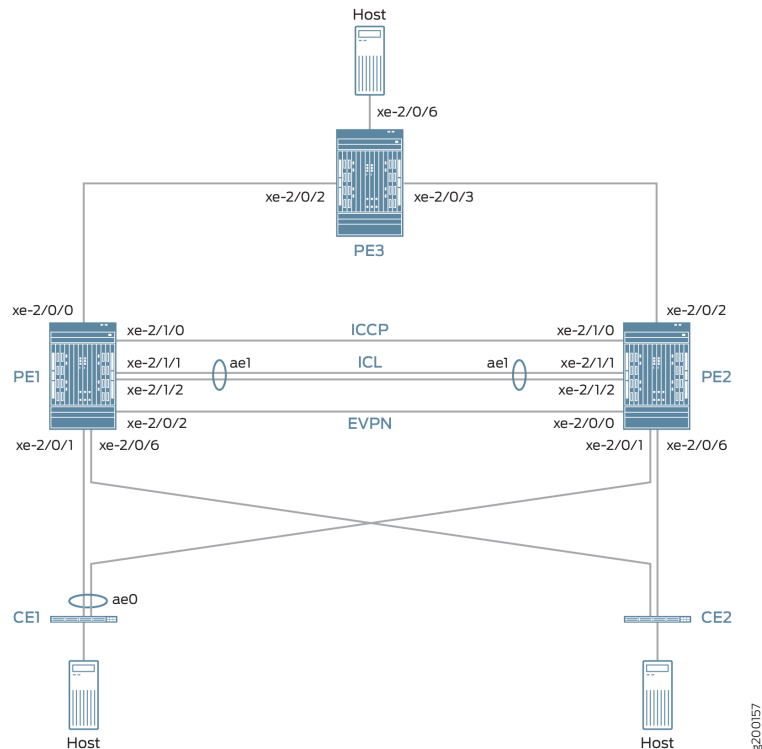 Host
xe-2/0/6
xe-2/0/2
xe-2/0/3
PE3
xe-2/0/0
xe-2/0/2
xe-2/1/0
ICCP
xe-2/1/0
xe-2/1/1
ae1
ICL
ae1
xe-2/1/1
PE1
PE2
xe-2/1/2
xe-2/1/2
xe-2/0/2
EVPN
xe-2/0/0
xe-2/0/1
xe-2/0/6
xe-2/0/1
xe-2/0/6
ae0
CE1
CE2
Host
Host
g200157